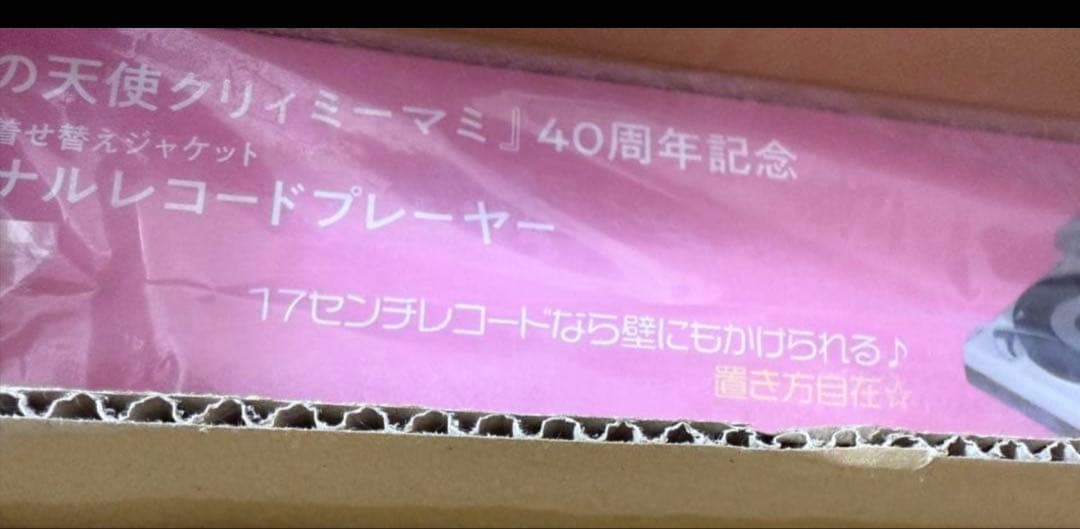 の天使クリィミーマミ』40周年記念
着せ替えジャケット
ナルレコードプレーヤー
17センチレコードなら壁にもかけられる♪
置き方自在☆